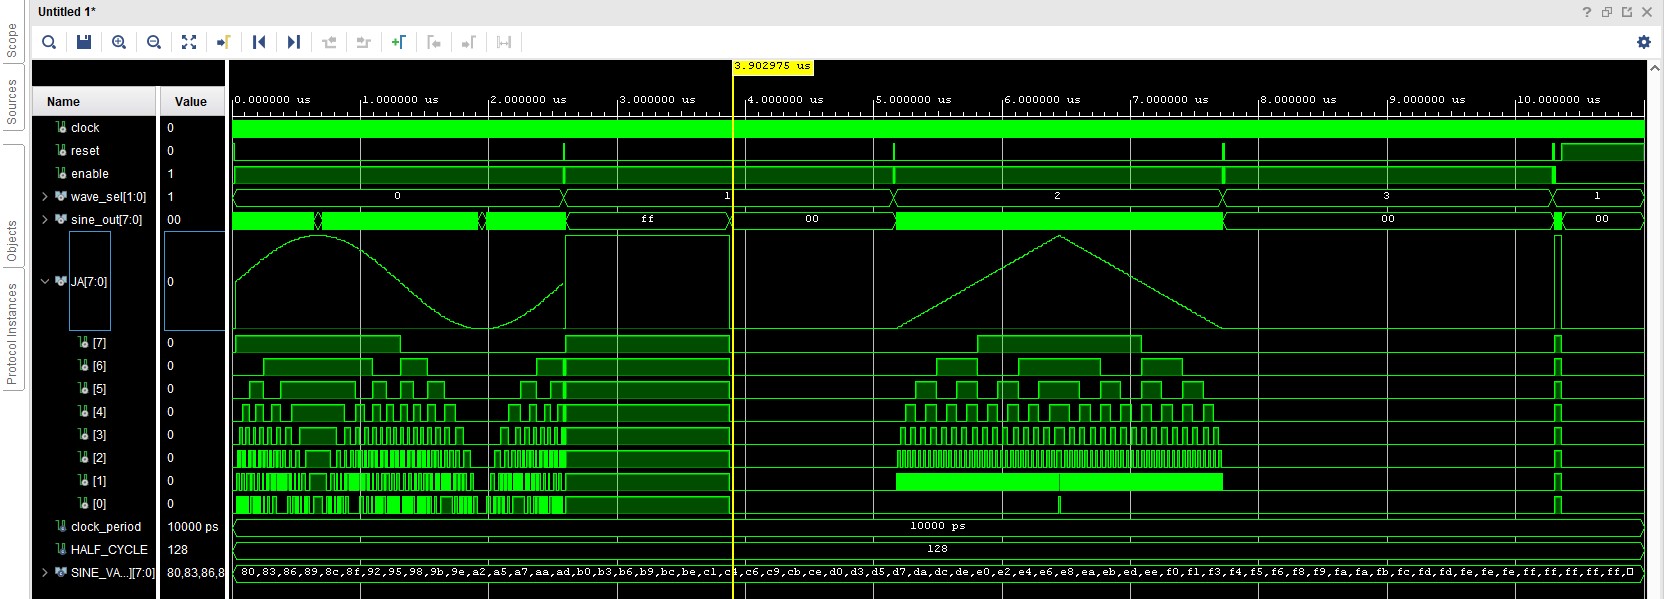 Untitled 1*
Scope
Sources
Objects
Protocol Instances
3.902975 us
Name Value
0.000000 us 1.000000 us 2.000000 us 3.000000 us 4.000000 us 5.000000 us 6.000000 us 7.000000 us 8.000000 us 9.000000 us 10.000000 us
clock 0
reset 0
enable 1
wave_sel[1:0] 1 0 1 2 3 1
sine_out[7:0] 00 ff 00 00 00
JA[7:0] 0
[7] 0
[6] 0
[5] 0
[4] 0
[3] 0
[2] 0
[1] 0
[0] 0
clock_period 10000 ps 10000 ps
HALF_CYCLE 128 128
SINE_VA...][7:0] 80,83,86,8 80,83,86,89,8c,8f,92,95,98,9b,9e,a2,a5,a7,aa,ad,b0,b3,b6,b9,bc,be,c1,c4,c6,c9,cb,ce,d0,d3,d5,d7,da,dc,de,e0,e2,e4,e6,e8,ea,eb,ed,ee,f0,f1,f3,f4,f5,f6,f8,f9,fa,fa,fb,fc,fd,fd,fe,fe,fe,ff,ff,ff,ff,ff,